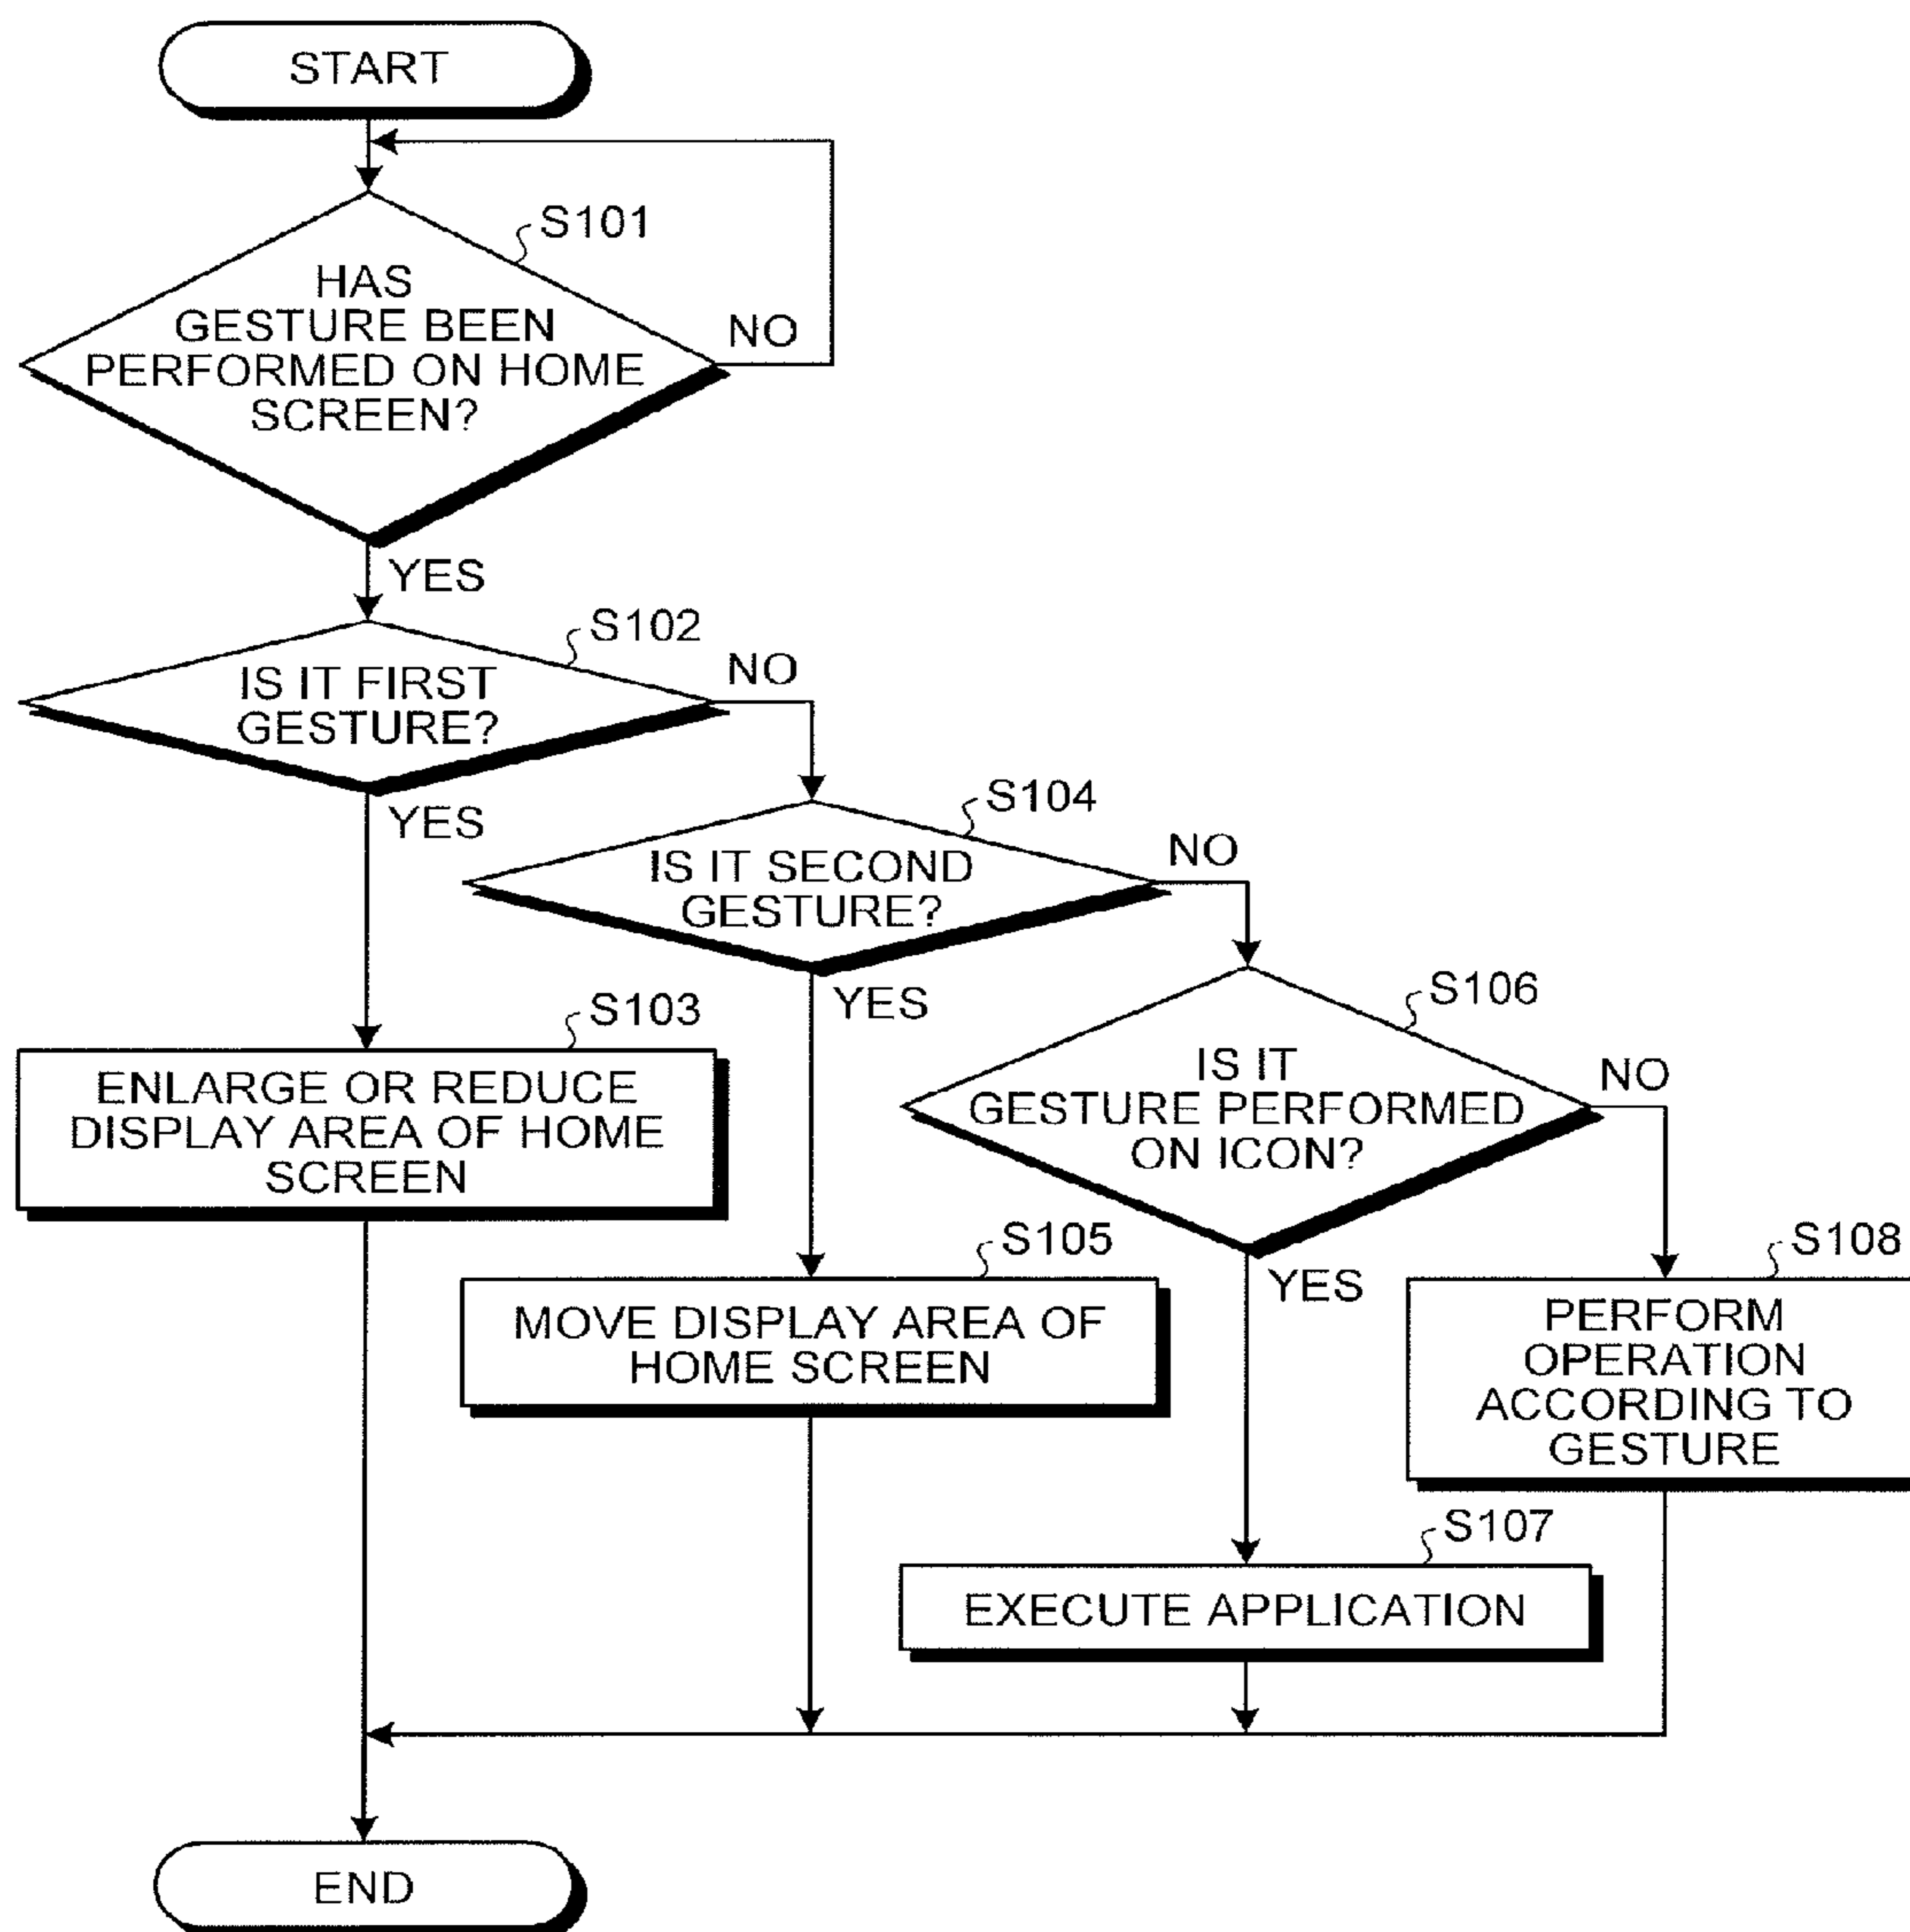 START
S101
HAS
GESTURE BEEN
PERFORMED ON HOME
SCREEN?
NO
YES
S102
IS IT FIRST
GESTURE?
NO
YES
S104
IS IT SECOND
GESTURE?
NO
YES
S106
IS IT
GESTURE PERFORMED
ON ICON?
NO
YES
S103
ENLARGE OR REDUCE
DISPLAY AREA OF HOME
SCREEN
S105
MOVE DISPLAY AREA OF
HOME SCREEN
S108
PERFORM
OPERATION
ACCORDING TO
GESTURE
S107
EXECUTE APPLICATION
END